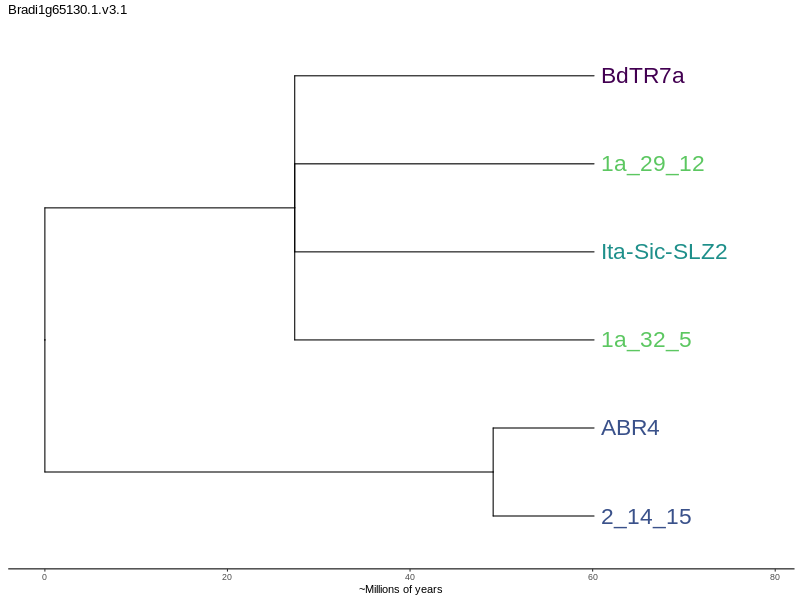 Bradi1g65130.1.v3.1
BdTR7a
1a_29_12
Ita-Sic-SLZ2
1a_32_5
ABR4
2_14_15
0 20 40 60 80
~Millions of years